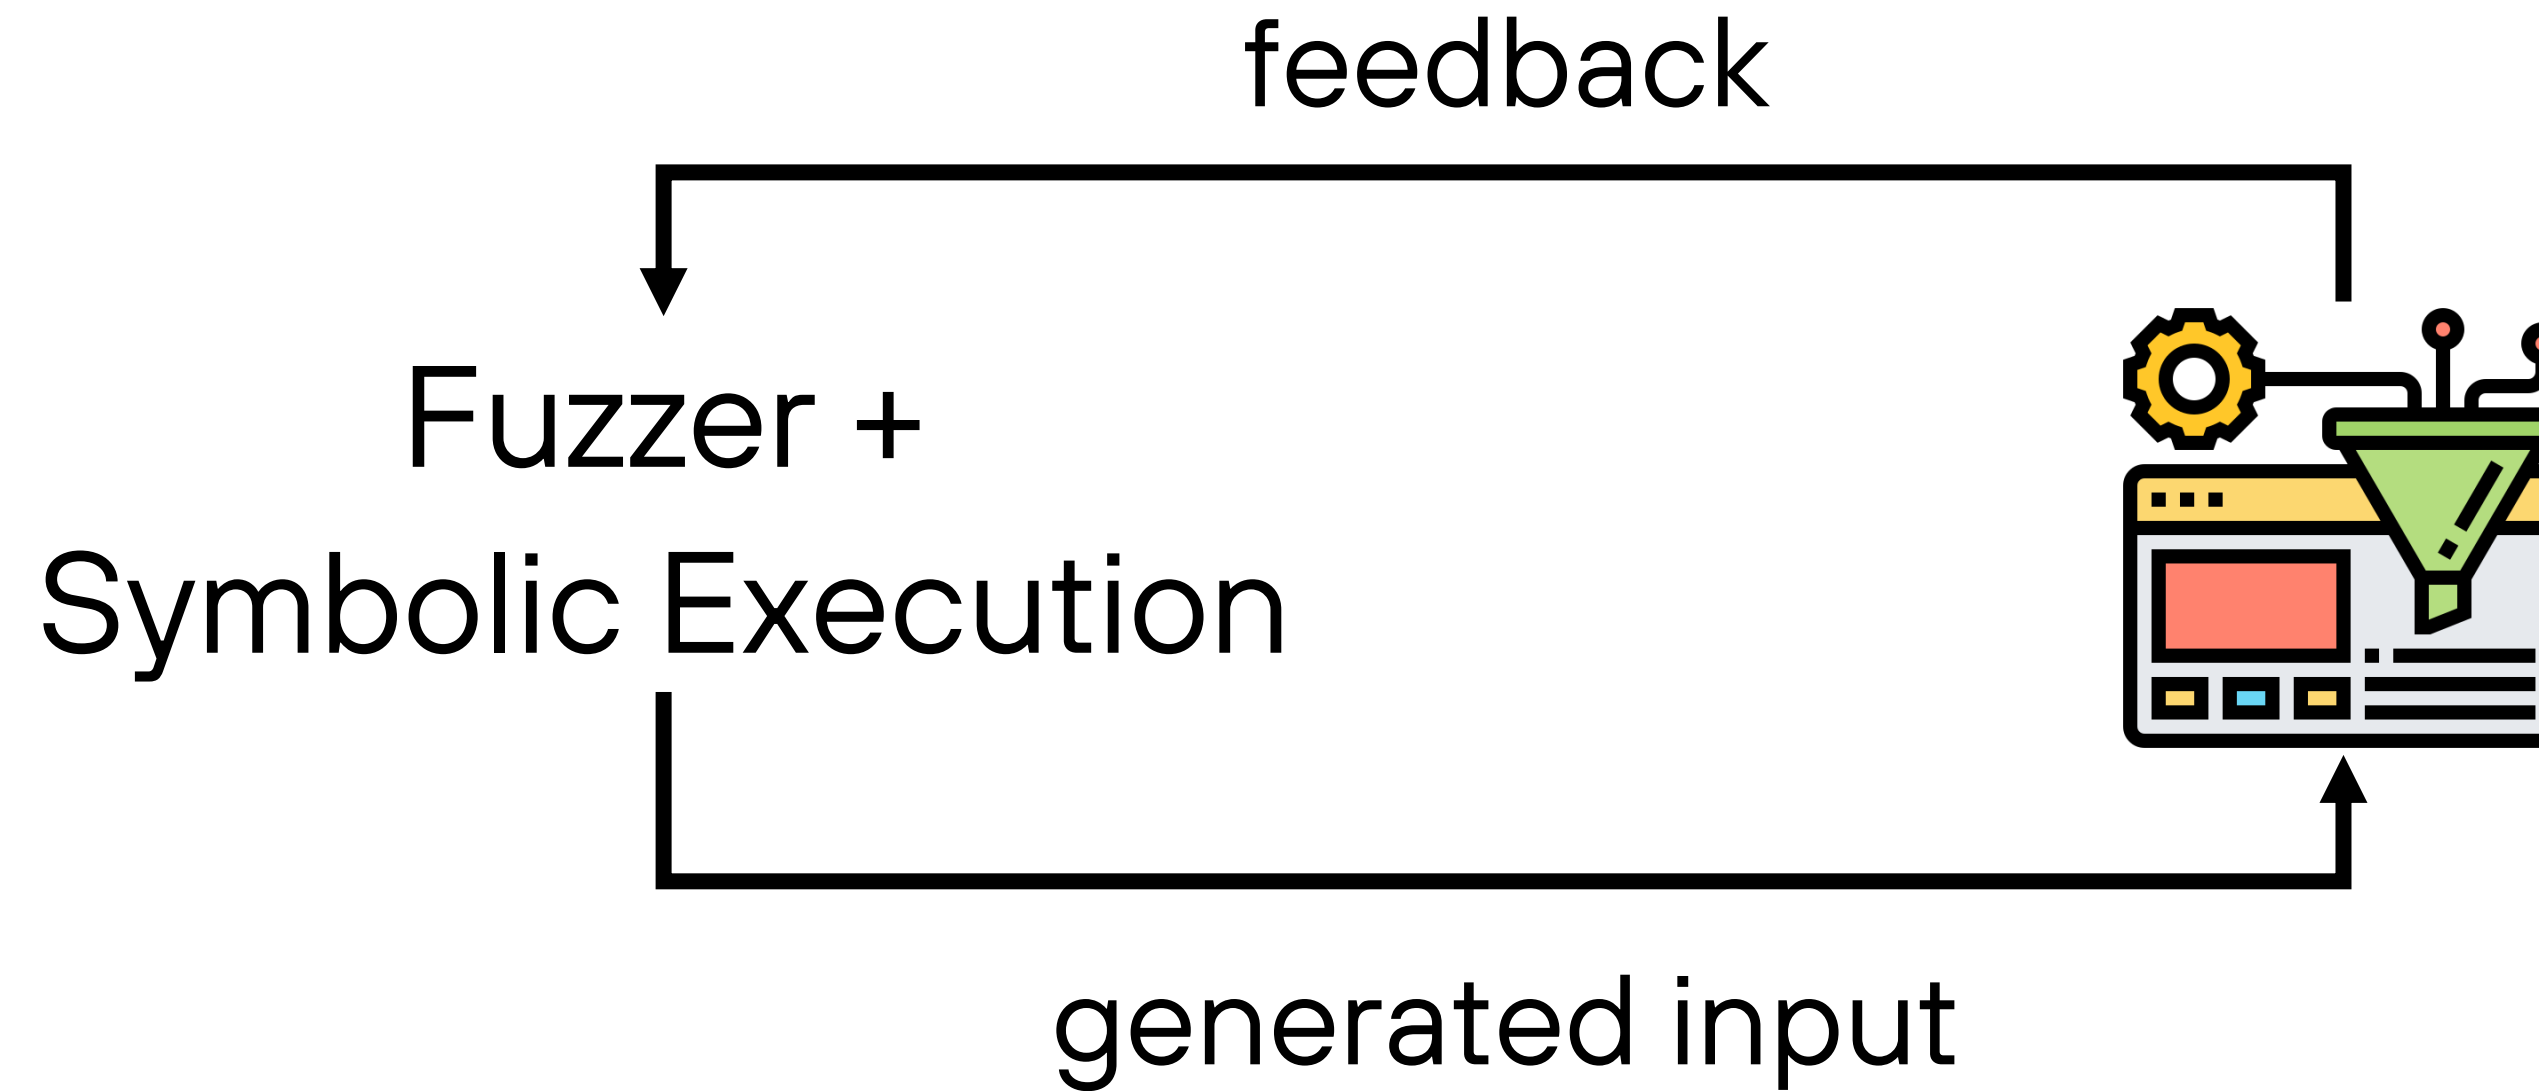 feedback
Fuzzer +
Symbolic Execution
generated input